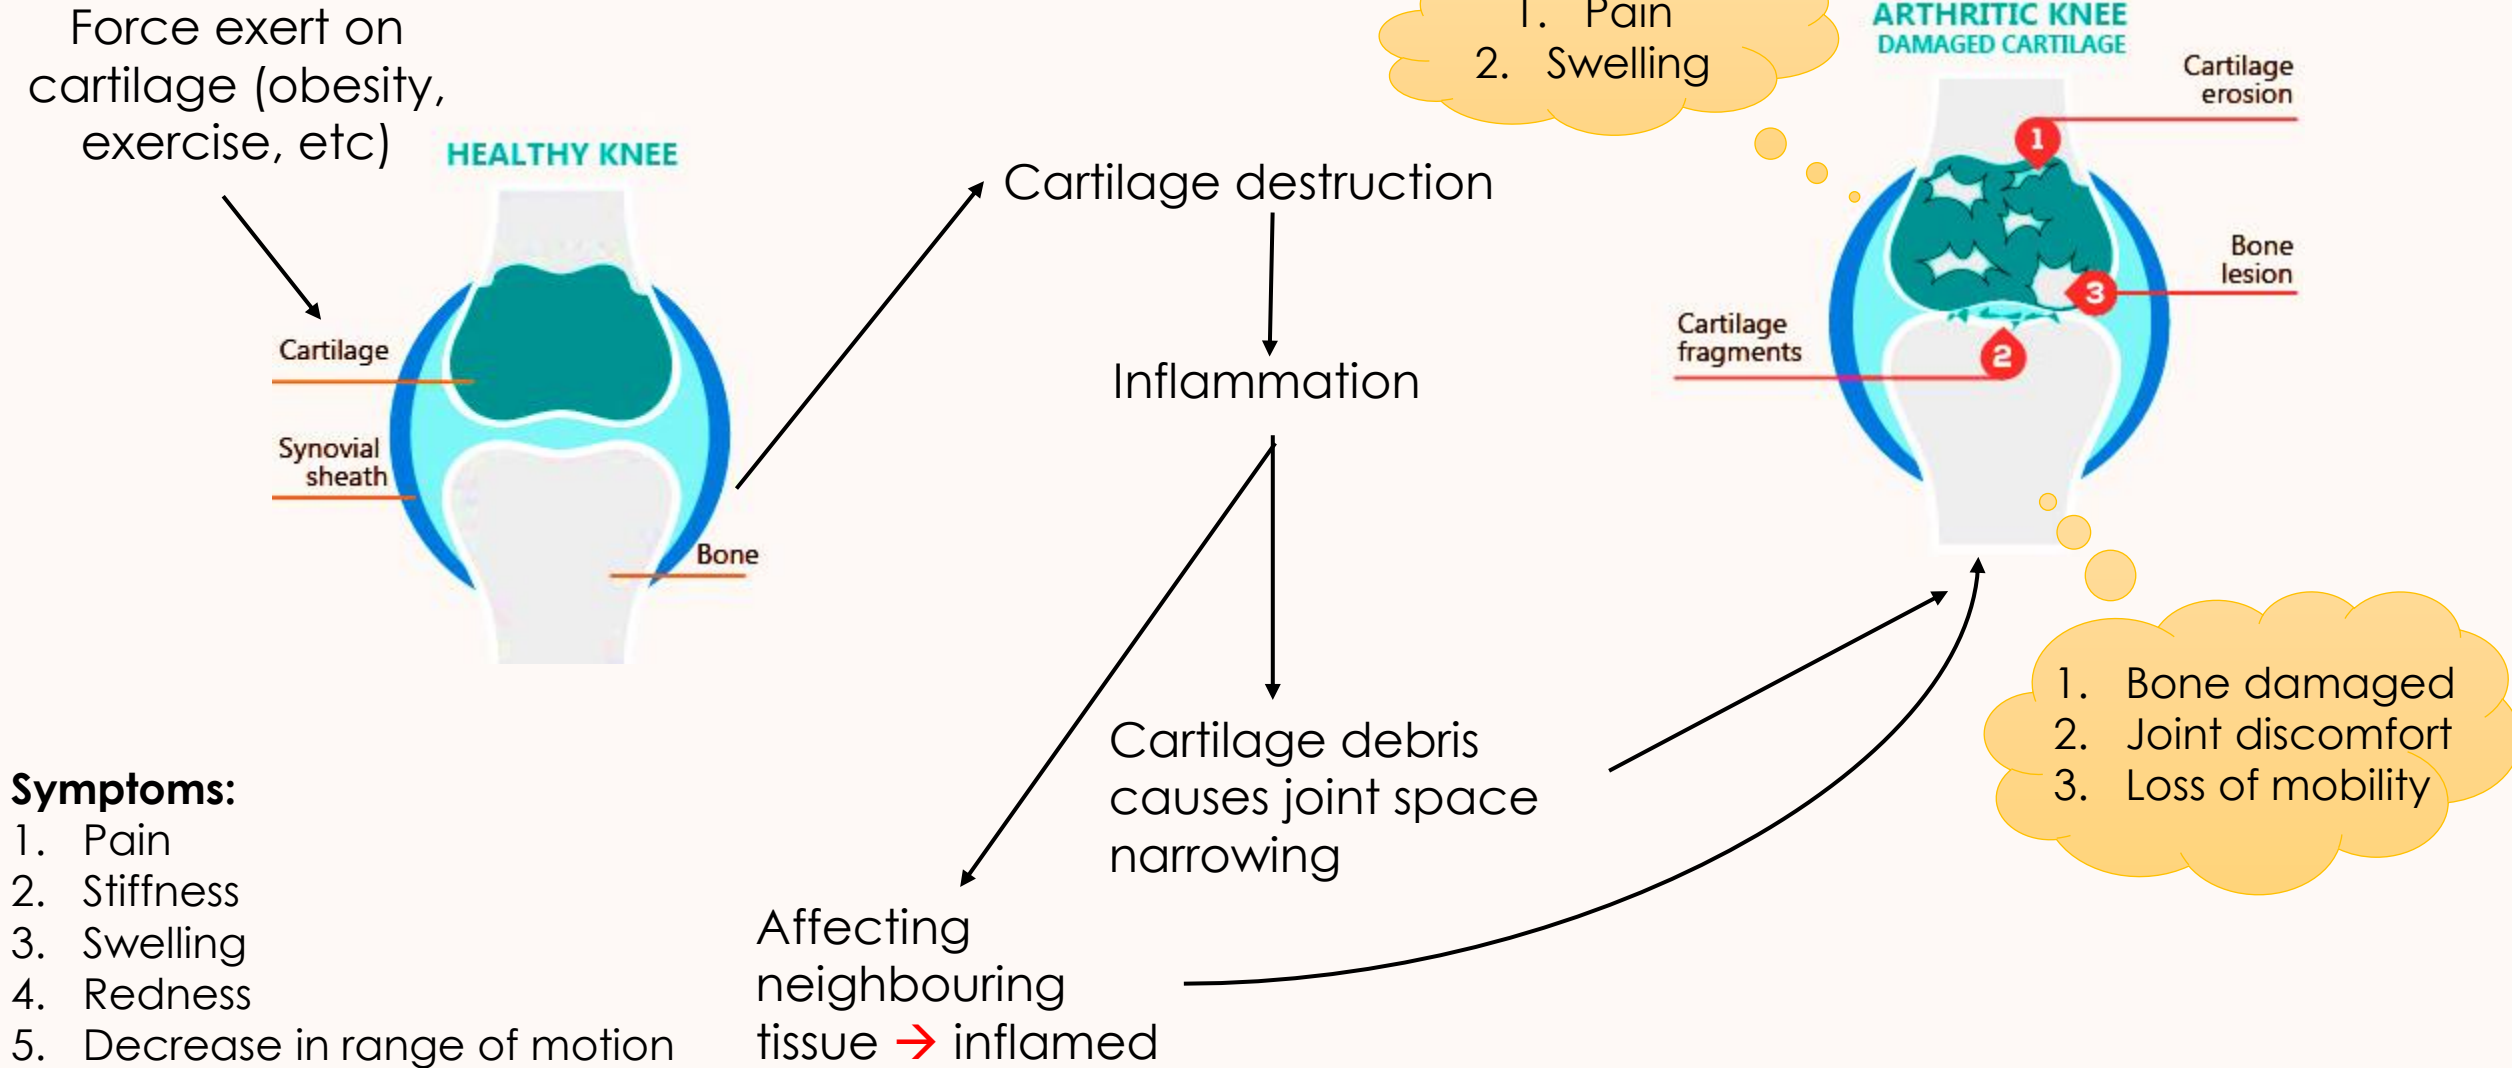 Force exert on
cartilage (obesity,
exercise, etc)
HEALTHY KNEE
Cartilage
Synovial
sheath
Bone
Cartilage destruction
Inflammation
Cartilage debris
causes joint space
narrowing
Affecting
neighbouring
tissue → inflamed
1. Pain
2. Swelling
ARTHRITIC KNEE
DAMAGED CARTILAGE
Cartilage
erosion
1
Bone
lesion
3
Cartilage
fragments
2
1. Bone damaged
2. Joint discomfort
3. Loss of mobility
Symptoms:
1. Pain
2. Stiffness
3. Swelling
4. Redness
5. Decrease in range of motion